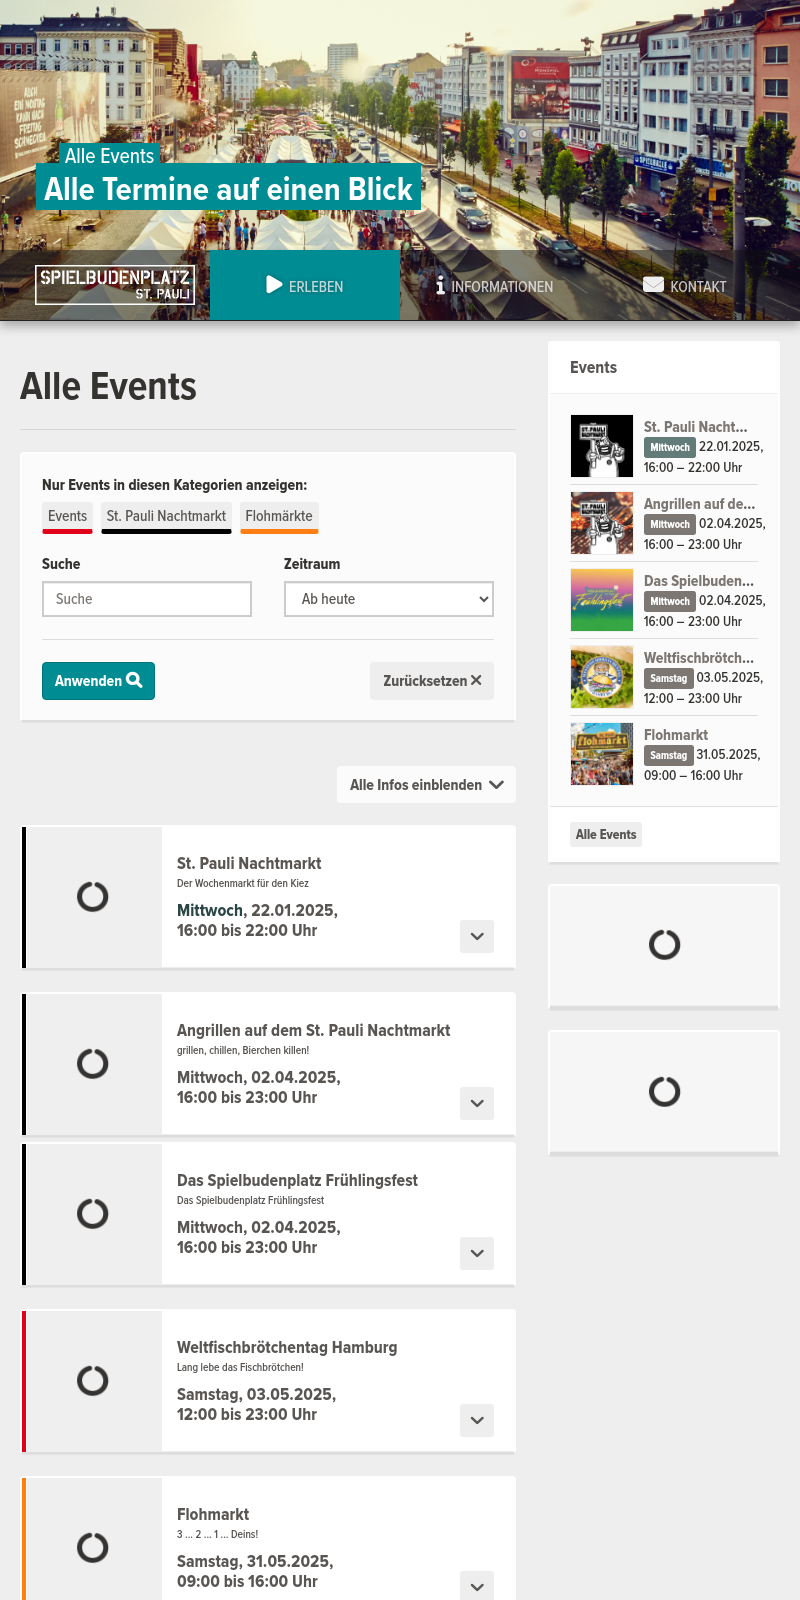 Alle Events
Alle Termine auf einen Blick
SPIELBUDENPLATZ
ST. PAULI
ERLEBEN
INFORMATIONEN
KONTAKT
Alle Events
Nur Events in diesen Kategorien anzeigen:
Events
St. Pauli Nachtmarkt
Flohmärkte
Suche
Zeitraum
Suche
Ab heute
Anwenden
Zurücksetzen
Alle Infos einblenden
St. Pauli Nachtmarkt
Der Wochenmarkt für den Kiez
Mittwoch, 22.01.2025,
16:00 bis 22:00 Uhr
Angrillen auf dem St. Pauli Nachtmarkt
grillen, chillen, Bierchen killen!
Mittwoch, 02.04.2025,
16:00 bis 23:00 Uhr
Das Spielbudenplatz Frühlingsfest
Das Spielbudenplatz Frühlingsfest
Mittwoch, 02.04.2025,
16:00 bis 23:00 Uhr
Weltfischbrötchentag Hamburg
Lang lebe das Fischbrötchen!
Samstag, 03.05.2025,
12:00 bis 23:00 Uhr
Flohmarkt
3 ... 2 ... 1 ... Deins!
Samstag, 31.05.2025,
09:00 bis 16:00 Uhr
Events
St. Pauli Nacht...
Mittwoch 22.01.2025,
16:00 – 22:00 Uhr
Angrillen auf de...
Mittwoch 02.04.2025,
16:00 – 23:00 Uhr
Das Spielbuden...
Mittwoch 02.04.2025,
16:00 – 23:00 Uhr
Weltfischbrötch...
Samstag 03.05.2025,
12:00 – 23:00 Uhr
Flohmarkt
Samstag 31.05.2025,
09:00 – 16:00 Uhr
Alle Events